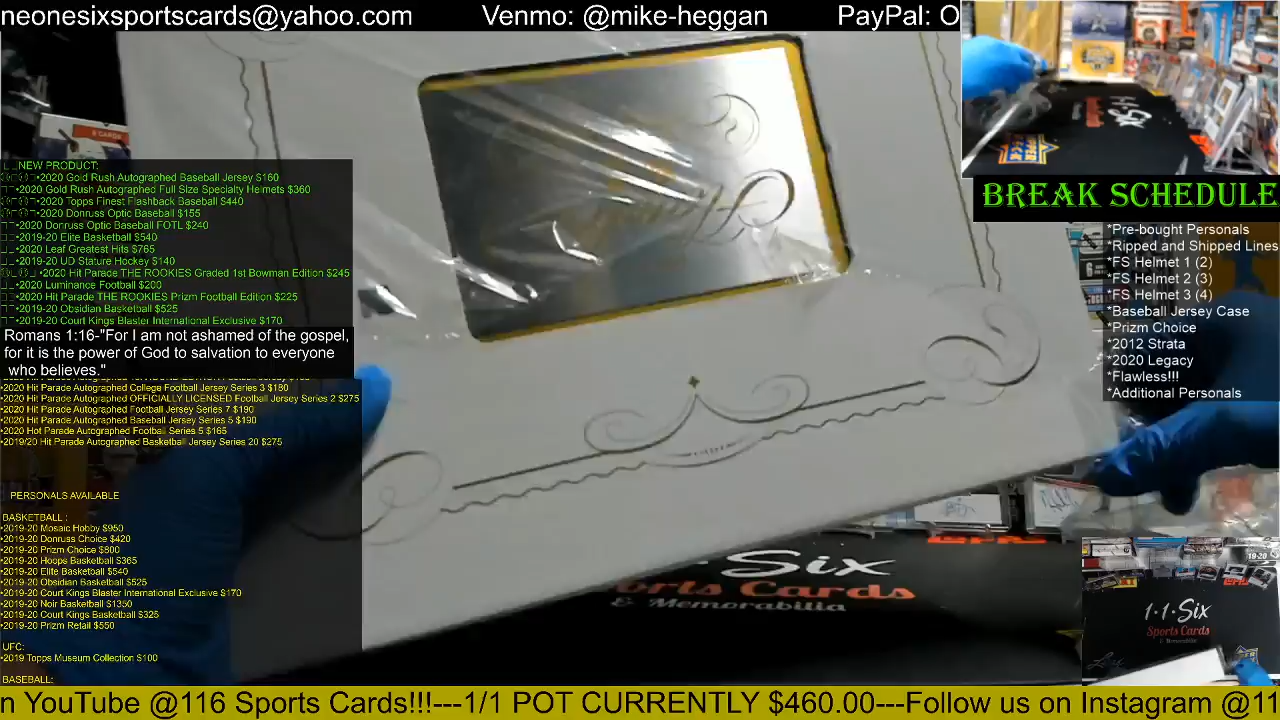 neonesixsportscards@yahoo.com Venmo: @mike-heggan PayPal: O
NEW PRODUCT:
•2020 Gold Rush Autographed Baseball Jersey $160
•2020 Gold Rush Autographed Full Size Specialty Helmets $360
•2020 Topps Finest Flashback Baseball $440
•2020 Donruss Optic Baseball $155
•2020 Donruss Optic Baseball FOTL $240
•2019-20 Elite Basketball $540
•2020 Leaf Greatest Hits $765
•2019-20 UD Stature Hockey $140
•2020 Hit Parade THE ROOKIES Graded 1st Bowman Edition $245
•2020 Luminance Football $200
•2020 Hit Parade THE ROOKIES Prizm Football Edition $225
•2019-20 Obsidian Basketball $525
•2019-20 Court Kings Blaster International Exclusive $170
Romans 1:16-"For I am not ashamed of the gospel,
for it is the power of God to salvation to everyone
who believes."
•2020 Hit Parade Autographed College Football Jersey Series 3 $180
•2020 Hit Parade Autographed OFFICIALLY LICENSED Football Jersey Series 2 $275
•2020 Hit Parade Autographed Football Jersey Series 7 $190
•2020 Hit Parade Autographed Baseball Jersey Series 5 $190
•2020 Hot Parade Autographed Football Series 5 $165
•2019/20 Hit Parade Autographed Basketball Jersey Series 20 $275
PERSONALS AVAILABLE
BASKETBALL :
•2019-20 Mosaic Hobby $950
•2019-20 Donruss Choice $420
•2019-20 Prizm Choice $800
•2019-20 Hoops Basketball $365
•2019-20 Elite Basketball $540
•2019-20 Obsidian Basketball $525
•2019-20 Court Kings Blaster International Exclusive $170
•2019-20 Noir Basketball $1350
•2019-20 Court Kings Basketball $325
•2019-20 Prizm Retail $550
UFC:
•2019 Topps Museum Collection $100
BASEBALL:
BREAK SCHEDULE
*Pre-bought Personals
*Ripped and Shipped Lines
*FS Helmet 1 (2)
*FS Helmet 2 (3)
*FS Helmet 3 (4)
*Baseball Jersey Case
*Prizm Choice
*2012 Strata
*2020 Legacy
*Flawless!!!
*Additional Personals
Six
orts Cards
& Memorabilia
1·1·Six
Sports Cards
n YouTube @116 Sports Cards!!!---1/1 POT CURRENTLY $460.00---Follow us on Instagram @11